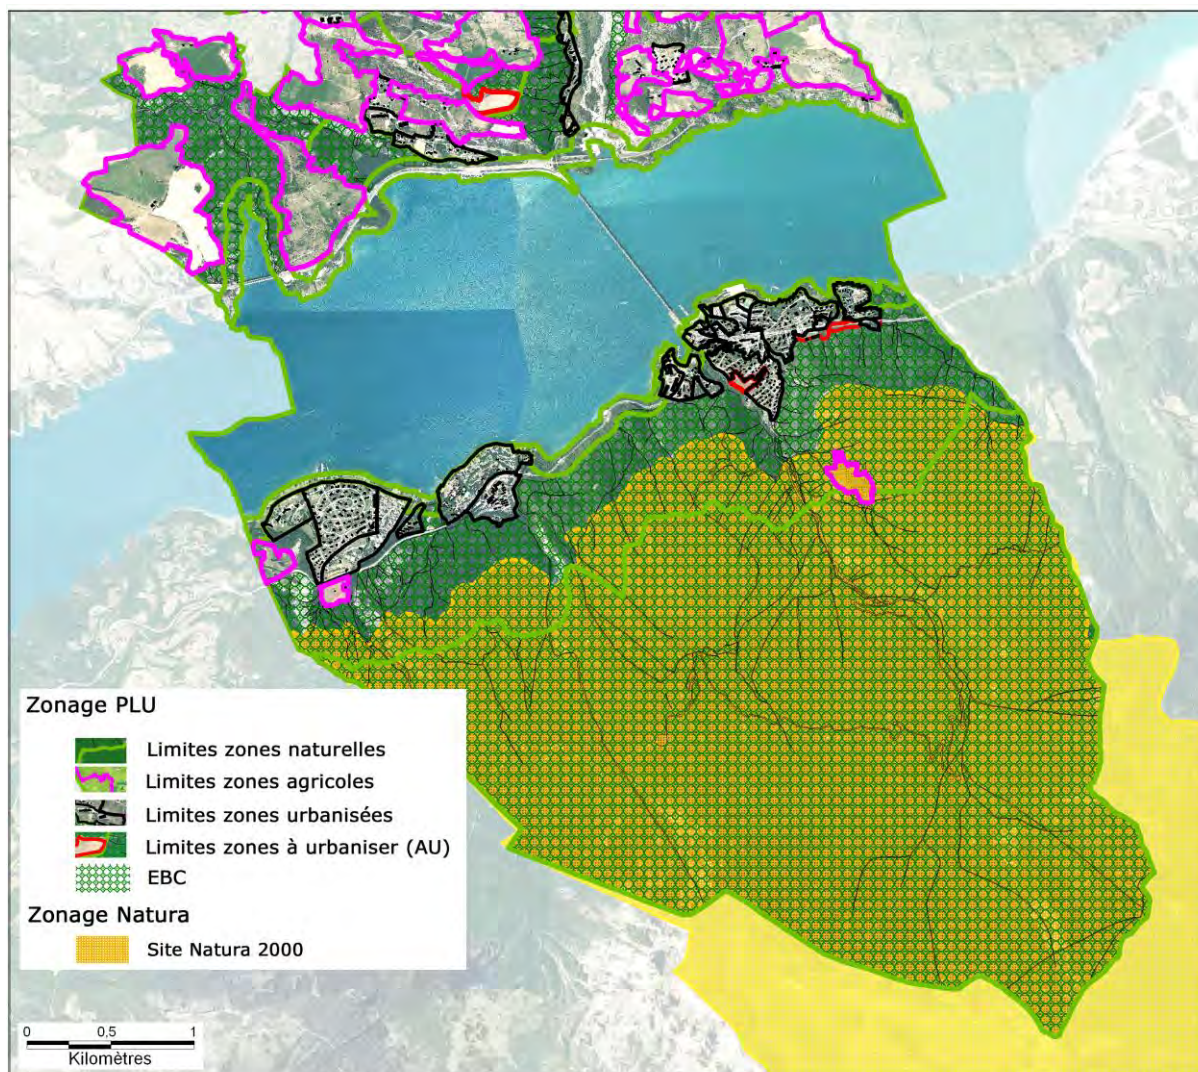 Zonage PLU
Limites zones naturelles
Limites zones agricoles
Limites zones urbanisées
Limites zones à urbaniser (AU)
EBC
Zonage Natura
Site Natura 2000
0 0,5 1
Kilomètres